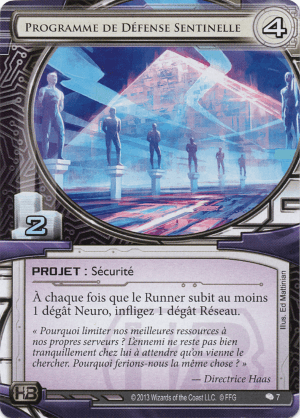 PROGRAMME DE DÉFENSE SENTINELLE
4
2
PROJET : Sécurité
À chaque fois que le Runner subit au moins
1 dégât Neuro, infligez 1 dégât Réseau.
« Pourquoi limiter nos meilleures ressources à
nos propres serveurs ? L'ennemi ne reste pas bien
tranquillement chez lui à attendre qu'on vienne le
chercher. Pourquoi ferions-nous la même chose ? »
— Directrice Haas
Illus. Ed Mattinian
HB
© 2013 Wizards of the Coast LLC. © FFG
7